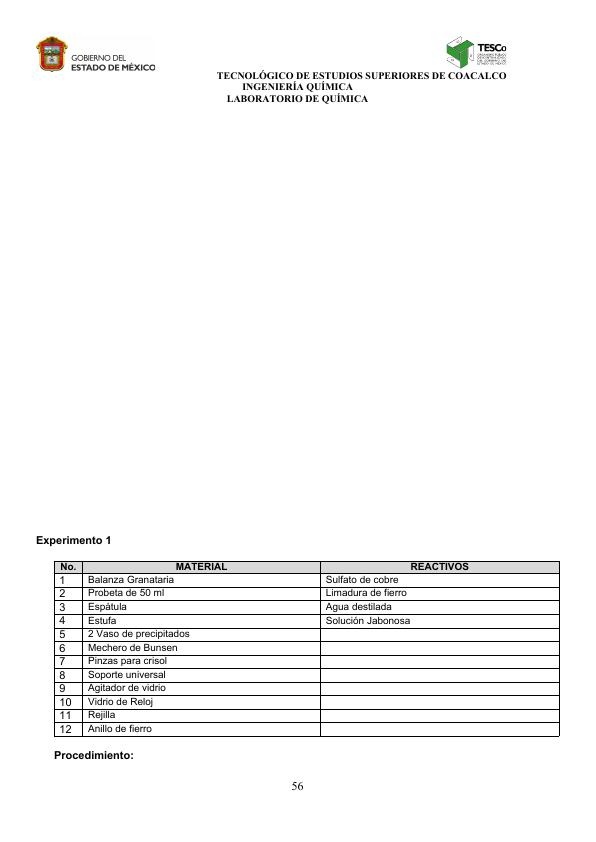 GOBIERNO DEL
ESTADO DE MÉXICO
TESCo
TECNOLÓGICO DE ESTUDIOS SUPERIORES DE COACALCO
INGENIERÍA QUÍMICA
LABORATORIO DE QUÍMICA
Experimento 1
No. MATERIAL REACTIVOS
1 Balanza Granataria Sulfato de cobre
2 Probeta de 50 ml Limadura de fierro
3 Espátula Agua destilada
4 Estufa Solución Jabonosa
5 2 Vaso de precipitados
6 Mechero de Bunsen
7 Pinzas para crisol
8 Soporte universal
9 Agitador de vidrio
10 Vidrio de Reloj
11 Rejilla
12 Anillo de fierro
Procedimiento:
56